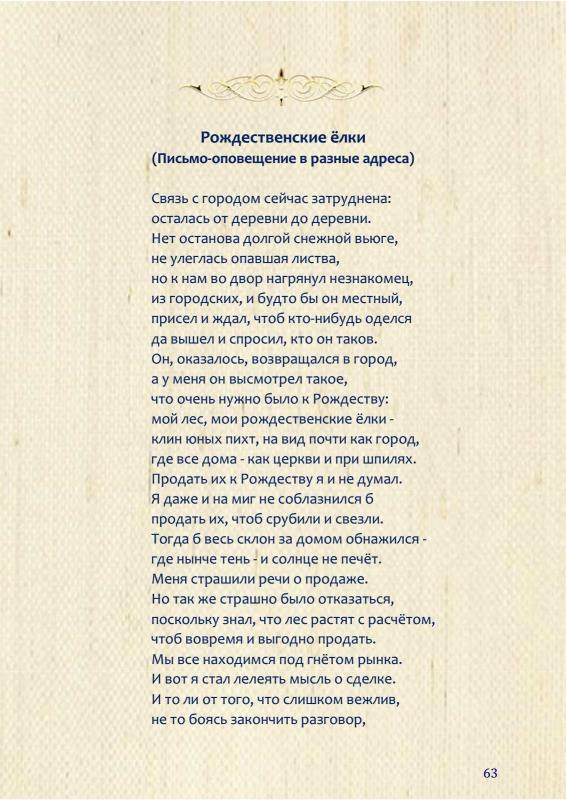 Рождественские ёлки
(Письмо-оповещение в разные адреса)
Связь с городом сейчас затруднена:
осталась от деревни до деревни.
Нет останова долгой снежной вьюге,
не улеглась опавшая листва,
но к нам во двор нагрянул незнакомец,
из городских, и будто бы он местный,
присел и ждал, чтоб кто-нибудь оделся
да вышел и спросил, кто он таков.
Он, оказалось, возвращался в город,
а у меня он высмотрел такое,
что очень нужно было к Рождеству:
мой лес, мои рождественские ёлки -
клин юных пихт, на вид почти как город,
где все дома - как церкви и при шпилях.
Продать их к Рождеству я и не думал.
Я даже и на миг не соблазнился б
продать их, чтоб срубили и свезли.
Тогда б весь склон за домом обнажился -
где нынче тень - и солнце не печёт.
Меня страшили речи о продаже.
Но так же страшно было отказаться,
поскольку знал, что лес растят с расчётом,
чтоб вовремя и выгодно продать.
Мы все находимся под гнётом рынка.
И вот я стал лелеять мысль о сделке.
И то ли от того, что слишком вежлив,
не то боясь закончить разговор,
63